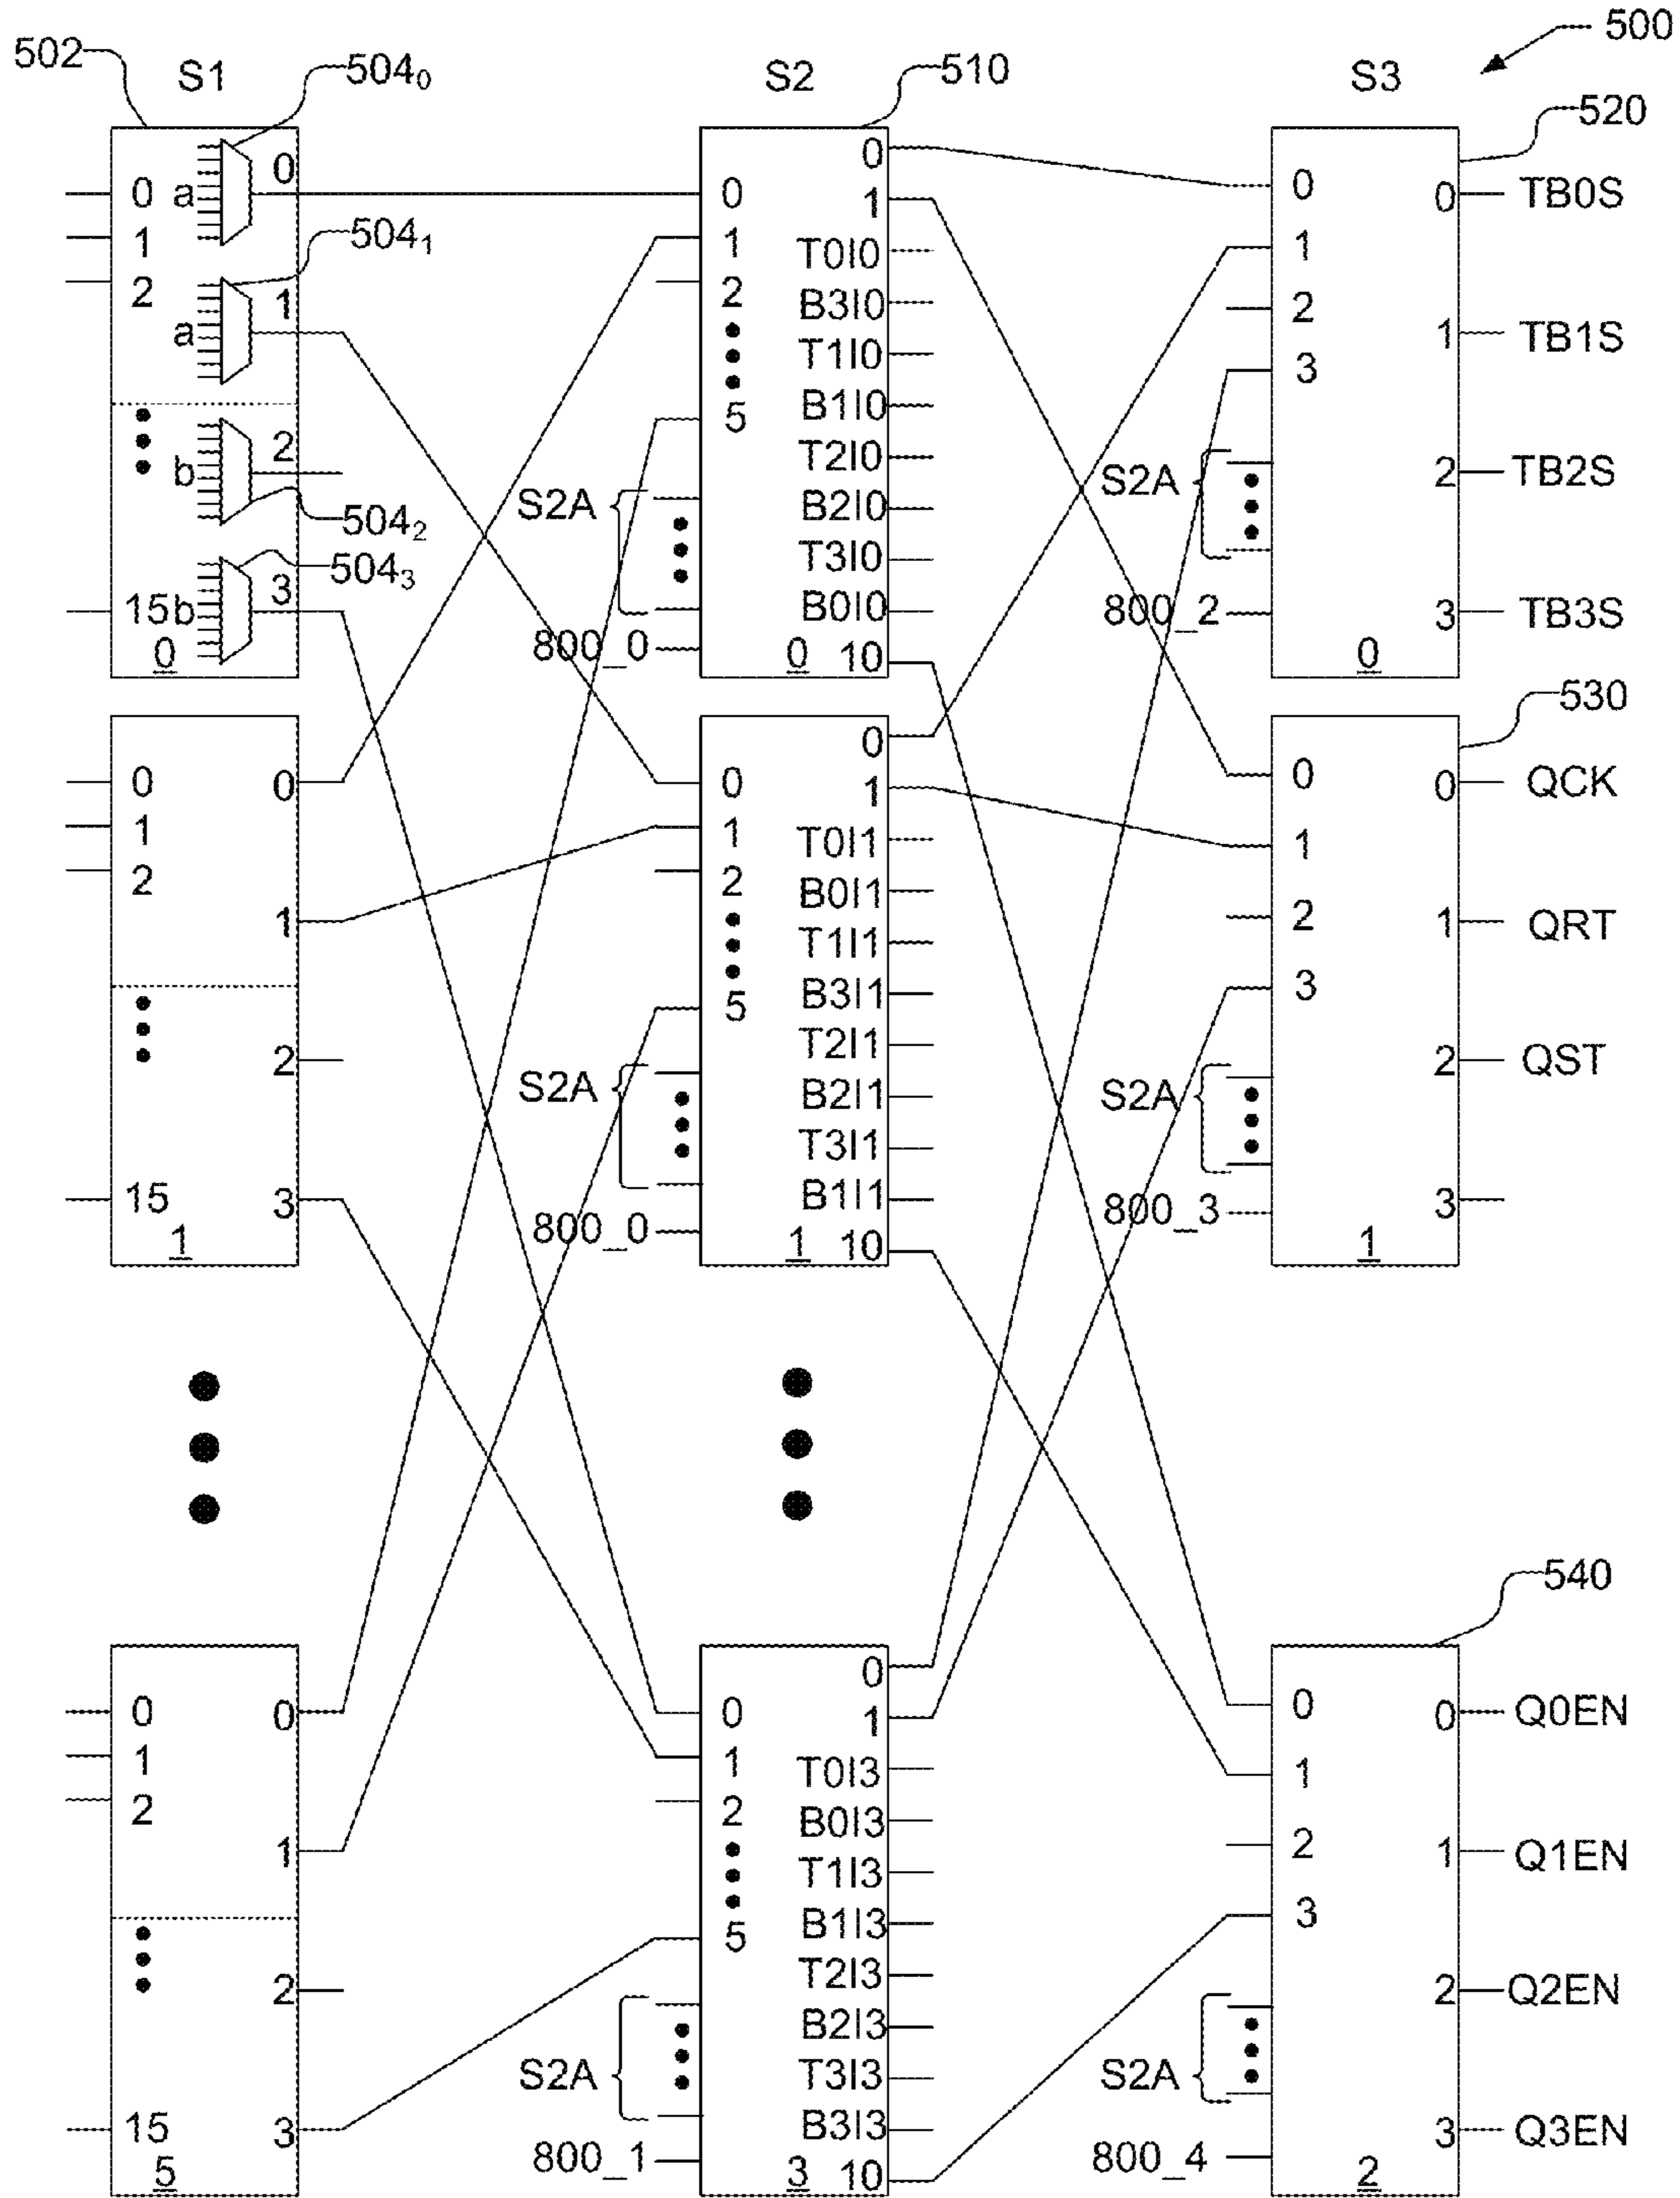 500
502
S1
504₀
S2
510
S3
520
0
1
2
a
0
504₁
a
1
b
2
504₂
504₃
15
b
3
0
0
1
2
5
S2A
800_0
0
1
T0I0
B3I0
T1I0
B1I0
T2I0
B2I0
T3I0
B0I0
10
0
0
1
2
3
S2A
800_2
0
0 TB0S
1 TB1S
2 TB2S
3 TB3S
530
0
1
2
15
1
0
1
2
3
0
1
2
5
S2A
800_0
0
1
T0I1
B0I1
T1I1
B3I1
T2I1
B2I1
T3I1
B1I1
10
1
0
1
2
3
S2A
800_3
1
0 QCK
1 QRT
2 QST
3
540
0
1
2
15
5
0
1
2
3
0
1
2
5
S2A
800_1
0
1
T0I3
B0I3
T1I3
B1I3
T2I3
B2I3
T3I3
B3I3
10
3
0
1
2
3
S2A
800_4
2
0 Q0EN
1 Q1EN
2 Q2EN
3 Q3EN